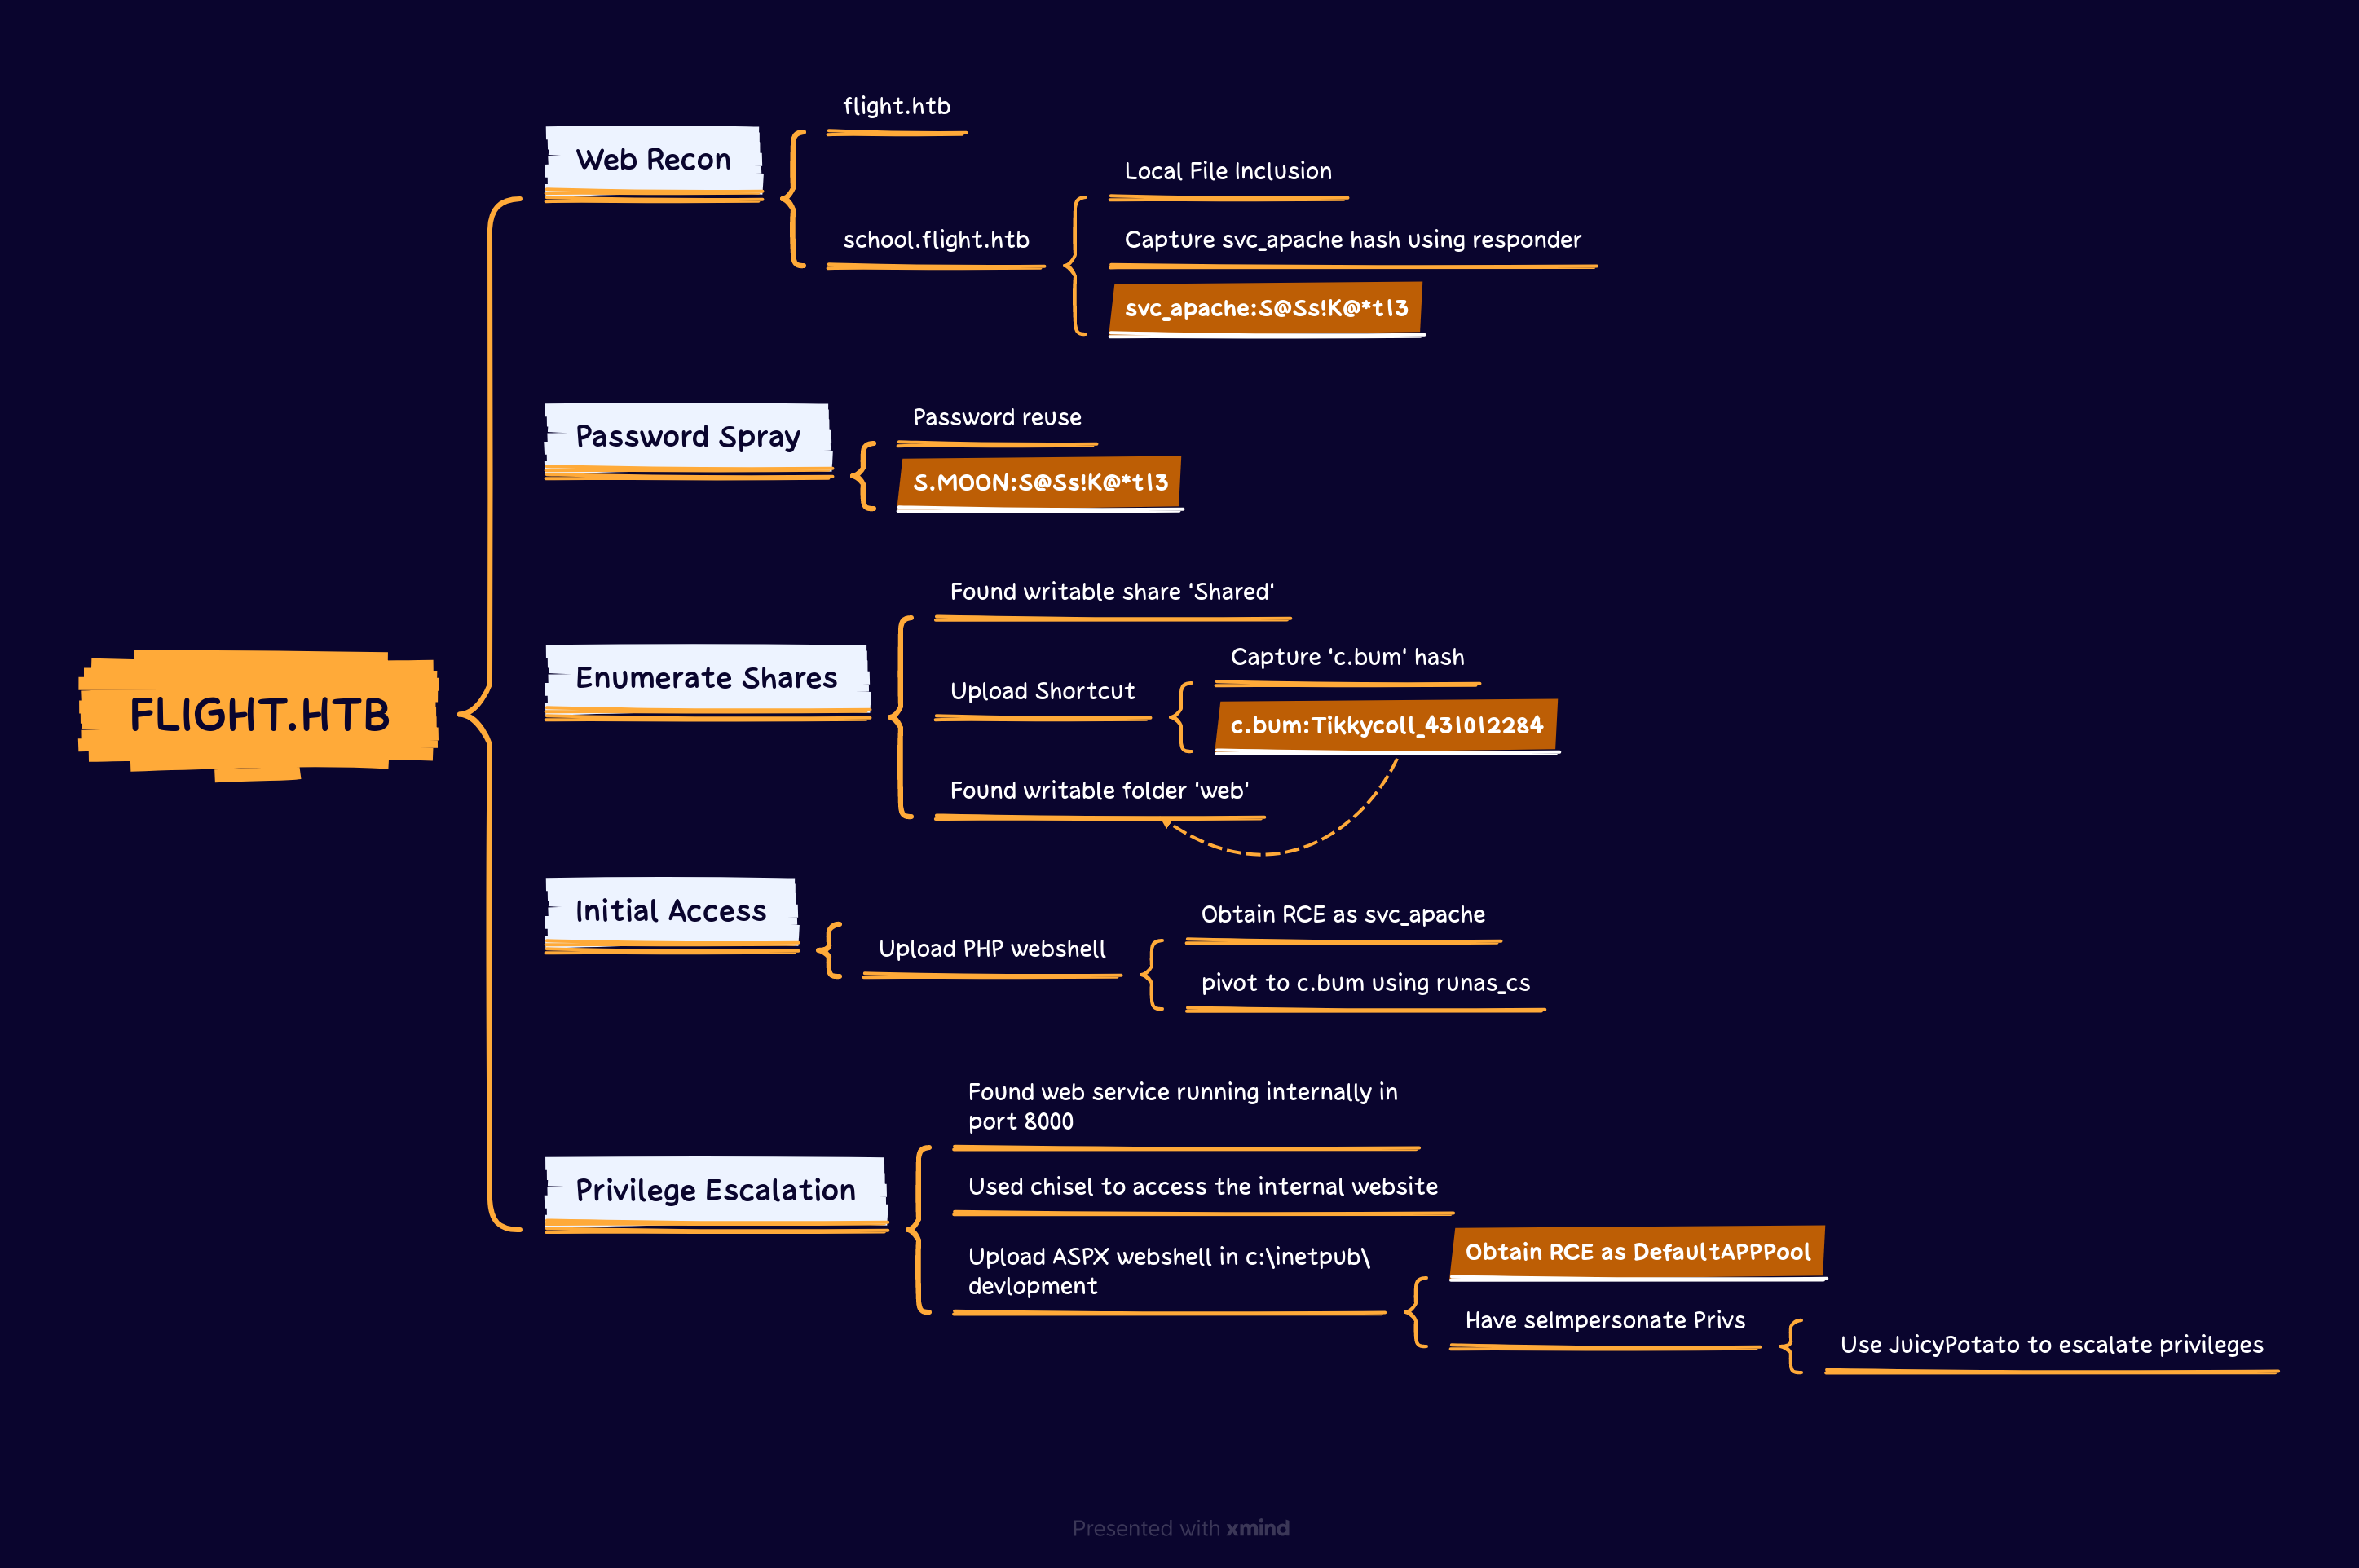 flight.htb
Web Recon
Local File Inclusion
school.flight.htb
Capture svc_apache hash using responder
svc_apache:S@Ss!K@*t13
Password reuse
Password Spray
S.MOON:S@Ss!K@*t13
Found writable share 'Shared'
Enumerate Shares
Capture 'c.bum' hash
Upload Shortcut
c.bum:Tikkycoll_431012284
FLIGHT.HTB
Found writable folder 'web'
Initial Access
Obtain RCE as svc_apache
Upload PHP webshell
pivot to c.bum using runas_cs
Found web service running internally in
port 8000
Privilege Escalation
Used chisel to access the internal website
Upload ASPX webshell in c:\inetpub\
devlopment
Obtain RCE as DefaultAPPPool
Have seImpersonate Privs
Use JuicyPotato to escalate privileges
Presented with xmind